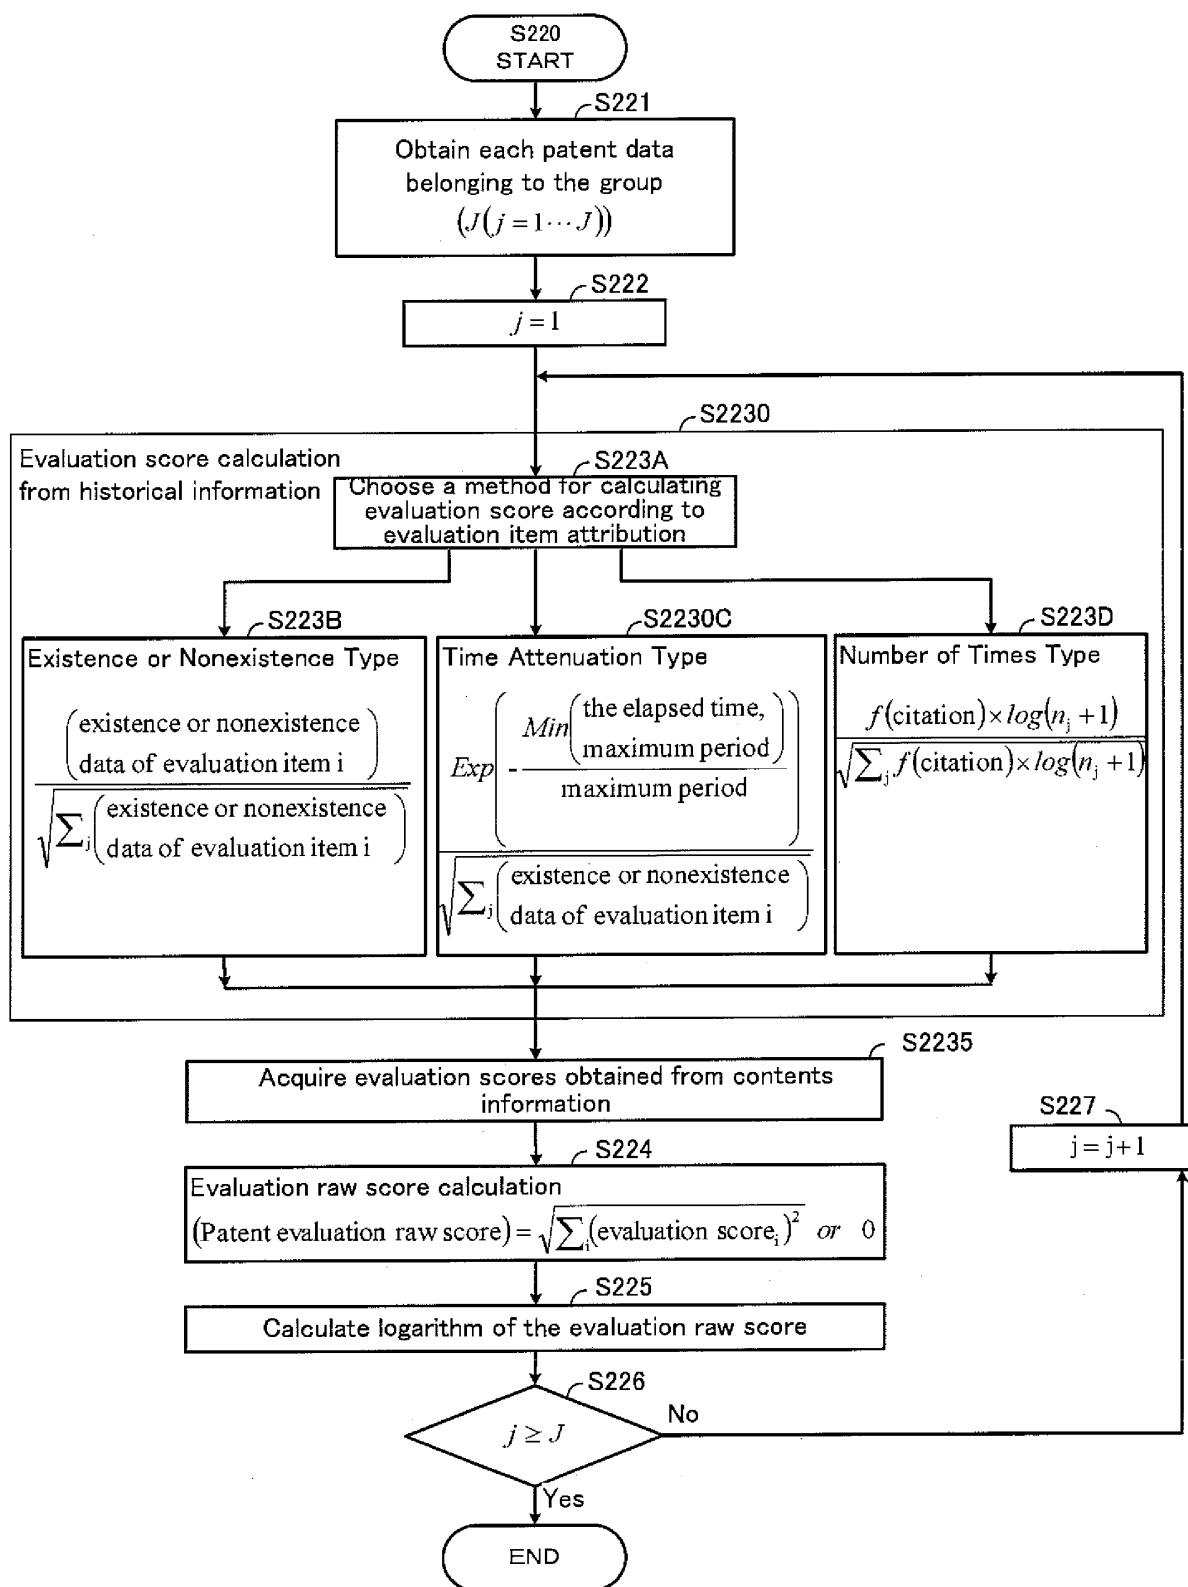 S220
START
S221
Obtain each patent data
belonging to the group
(J(j = 1⋯J))
S222
j = 1
S2230
Evaluation score calculation
from historical information
S223A
Choose a method for calculating
evaluation score according to
evaluation item attribution
S223B
Existence or Nonexistence Type
(existence or nonexistence
data of evaluation item i)
√∑j(existence or nonexistence
data of evaluation item i)
S2230C
Time Attenuation Type
Exp(-Min(the elapsed time,
maximum period)
maximum period)
√∑j(existence or nonexistence
data of evaluation item i)
S223D
Number of Times Type
f(citation)×log(nj +1)
√∑j f(citation)×log(nj +1)
S2235
Acquire evaluation scores obtained from contents
information
S224
Evaluation raw score calculation
(Patent evaluation raw score) = √∑i(evaluation scorei)² or 0
S225
Calculate logarithm of the evaluation raw score
S226
j ≥ J
No
Yes
S227
j = j+1
END